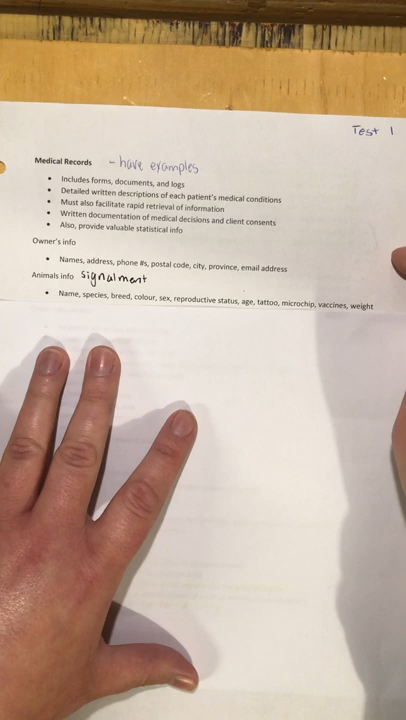 Test 1
Medical Records - have examples
• Includes forms, documents, and logs
• Detailed written descriptions of each patient's medical conditions
• Must also facilitate rapid retrieval of information
• Written documentation of medical decisions and client consents
• Also, provide valuable statistical info
Owner's info
• Names, address, phone #s, postal code, city, province, email address
Animals info signalment
• Name, species, breed, colour, sex, reproductive status, age, tattoo, microchip, vaccines, weight